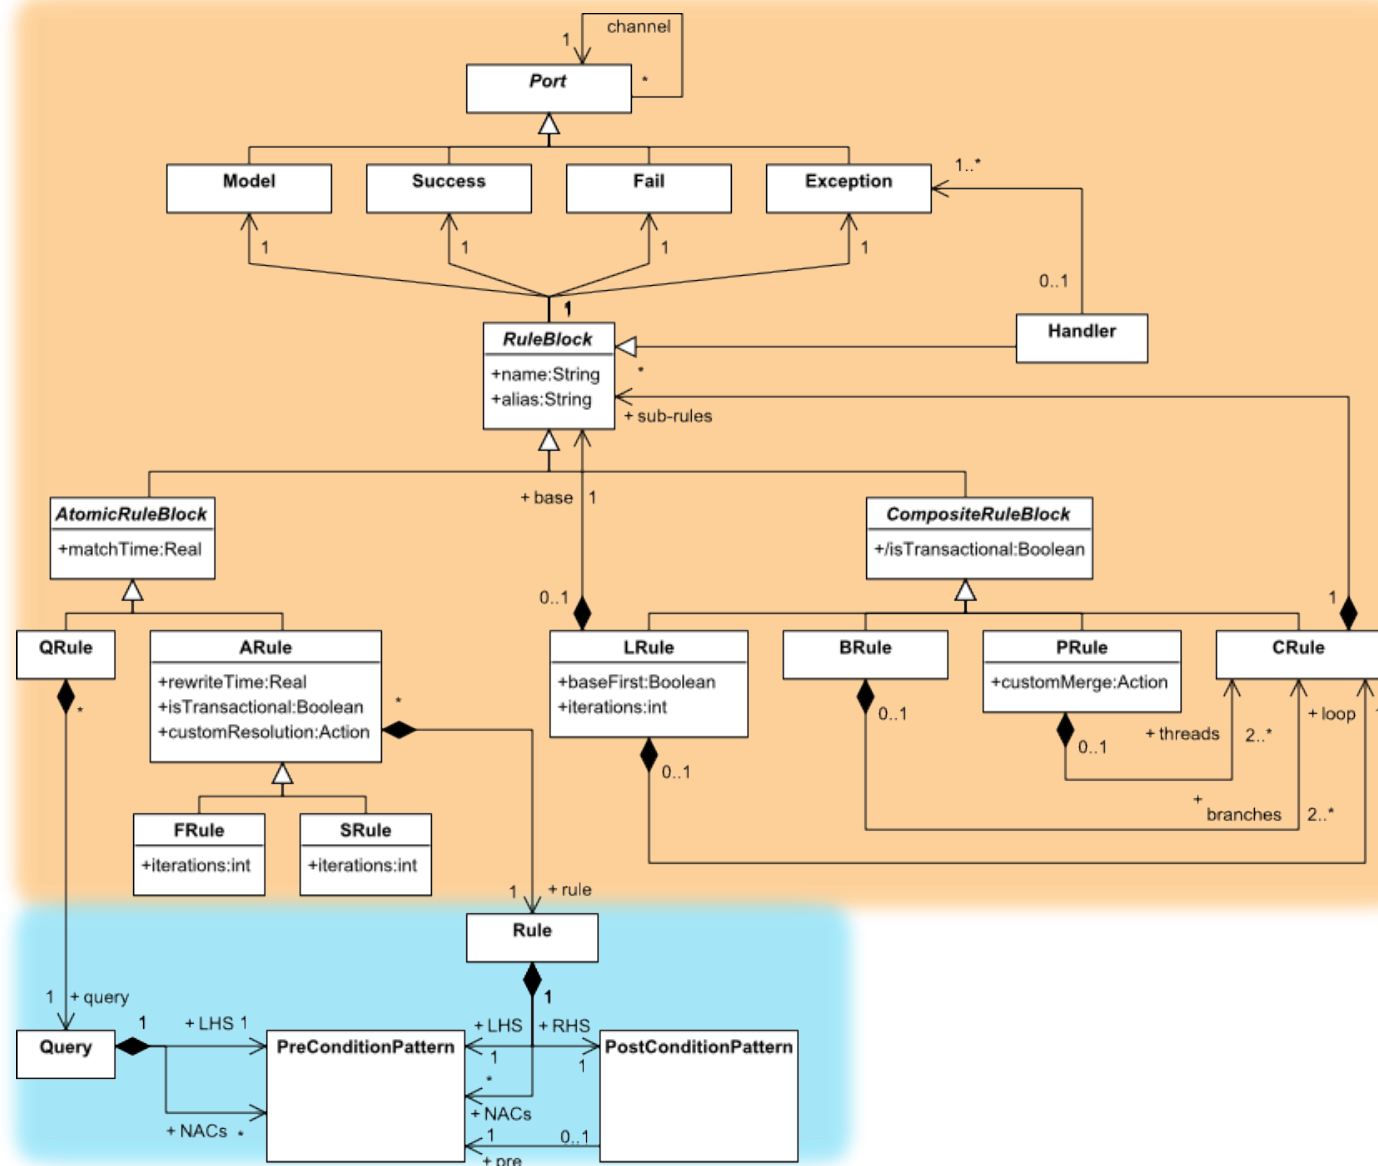 channel
1
*
Port
Model
Success
Fail
Exception
1..*
1
1
1
1
0..1
1
Handler
RuleBlock
+name:String
+alias:String
*
+ sub-rules
+ base
1
AtomicRuleBlock
+matchTime:Real
CompositeRuleBlock
+/isTransactional:Boolean
0..1
1
QRule
*
ARule
+rewriteTime:Real
+isTransactional:Boolean
+customResolution:Action
*
LRule
+baseFirst:Boolean
+iterations:int
0..1
BRule
0..1
PRule
+customMerge:Action
0..1
CRule
+ threads
2..*
+ loop
1
+
branches
2..*
FRule
+iterations:int
SRule
+iterations:int
1
+ rule
Rule
1
1
+ query
Query
1
+ LHS 1
+ NACs
*
PreConditionPattern
+ LHS
1
+ RHS
1
*
+ NACs
PostConditionPattern
1
0..1
+ pre